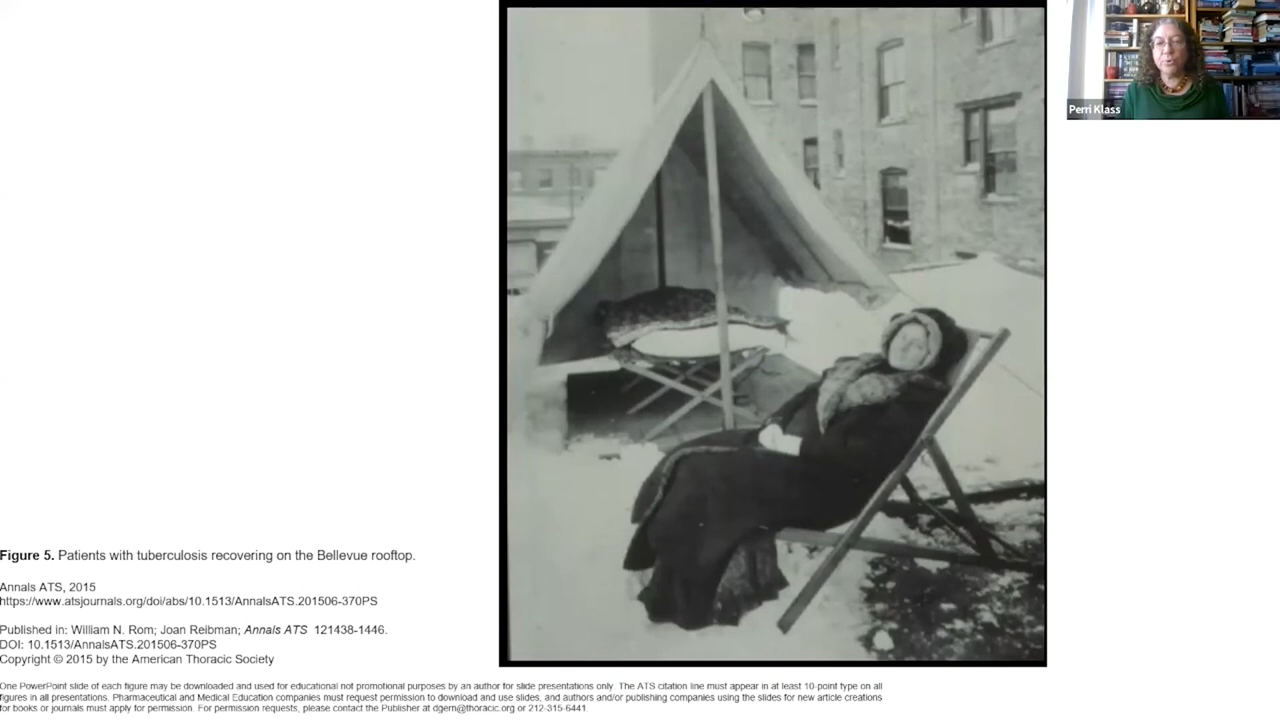 Perri Klass
Figure 5. Patients with tuberculosis recovering on the Bellevue rooftop.
Annals ATS, 2015
https://www.atsjournals.org/doi/abs/10.1513/AnnalsATS.201506-370PS
Published in: William N. Rom; Joan Reibman; Annals ATS 121438-1446.
DOI: 10.1513/AnnalsATS.201506-370PS
Copyright © 2015 by the American Thoracic Society
One PowerPoint slide of each figure may be downloaded and used for educational not promotional purposes by an author for slide presentations only. The ATS citation line must appear in at least 10-point type on all
figures in all presentations. Pharmaceutical and Medical Education companies must request permission to download and use slides, and authors and/or publishing companies using the slides for new article creations
for books or journals must apply for permission. For permission requests, please contact the Publisher at dgern@thoracic.org or 212-315-6441.